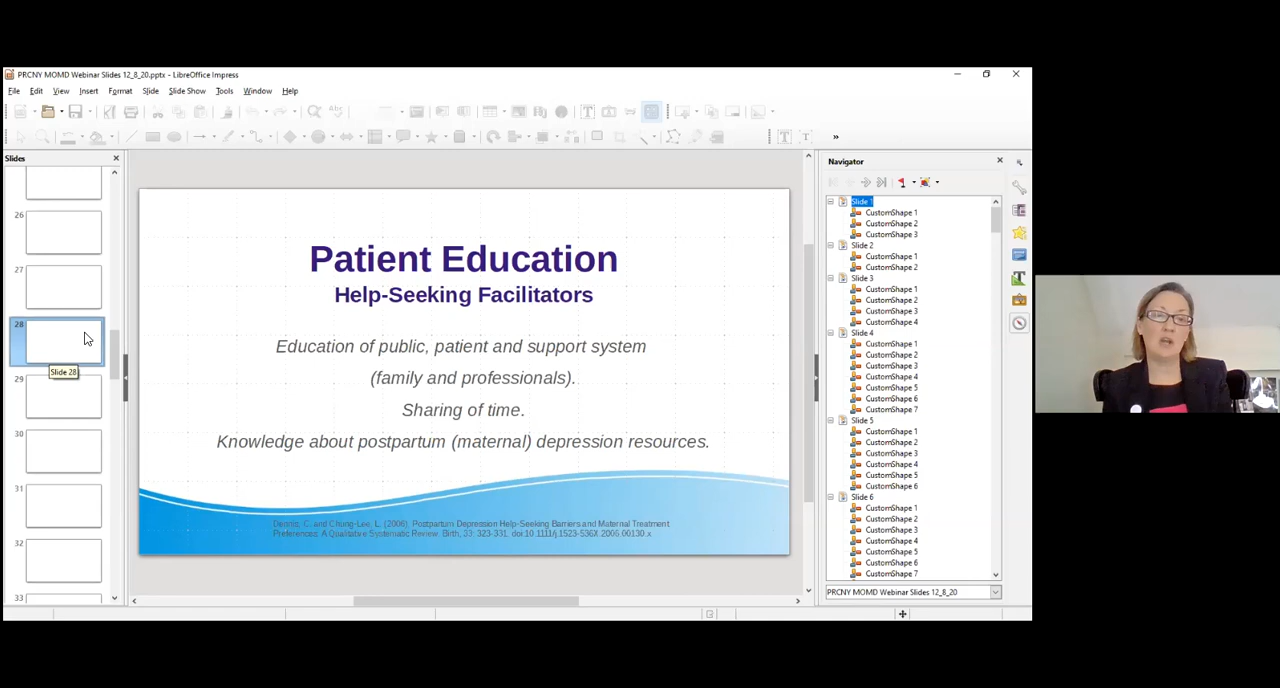 PRCNY MOMD Webinar Slides 12_8_20.pptx - LibreOffice Impress
File Edit View Insert Format Slide Slide Show Tools Window Help
Slides
26
27
28
Slide 28
29
30
31
32
33
Patient Education
Help-Seeking Facilitators
Education of public, patient and support system
(family and professionals).
Sharing of time.
Knowledge about postpartum (maternal) depression resources.
Dennis, C. and Chung-Lee, L. (2006), Postpartum Depression Help-Seeking Barriers and Maternal Treatment
Preferences: A Qualitative Systematic Review. Birth, 33: 323-331. doi:10.1111/j.1523-536X.2006.00130.x
Navigator
Slide 1
CustomShape 1
CustomShape 2
CustomShape 3
Slide 2
CustomShape 1
CustomShape 2
Slide 3
CustomShape 1
CustomShape 2
CustomShape 3
CustomShape 4
Slide 4
CustomShape 1
CustomShape 2
CustomShape 3
CustomShape 4
CustomShape 5
CustomShape 6
CustomShape 7
Slide 5
CustomShape 1
CustomShape 2
CustomShape 3
CustomShape 4
CustomShape 5
CustomShape 6
Slide 6
CustomShape 1
CustomShape 2
CustomShape 3
CustomShape 4
CustomShape 5
CustomShape 6
CustomShape 7
PRCNY MOMD Webinar Slides 12_8_20